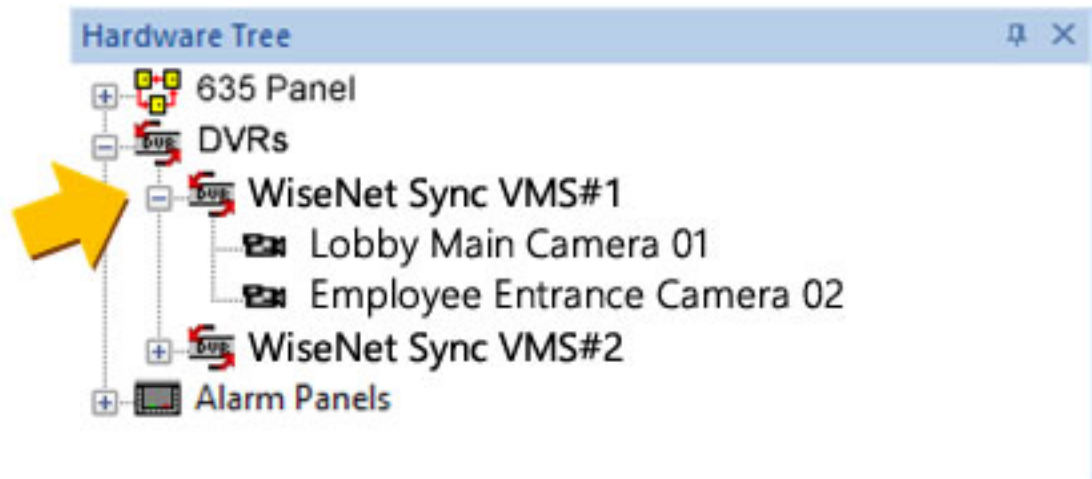 Hardware Tree
635 Panel
DVRs
WiseNet Sync VMS#1
Lobby Main Camera 01
Employee Entrance Camera 02
WiseNet Sync VMS#2
Alarm Panels